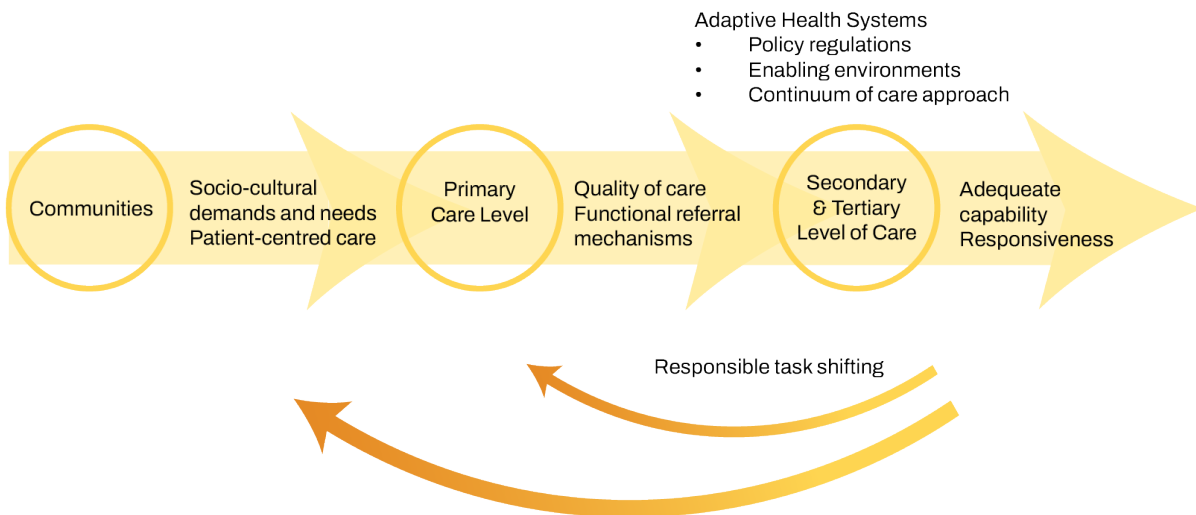 Adaptive Health Systems
• Policy regulations
• Enabling environments
• Continuum of care approach
Communities
Socio-cultural
demands and needs
Patient-centred care
Primary
Care Level
Quality of care
Functional referral
mechanisms
Secondary
& Tertiary
Level of Care
Adequeate
capability
Responsiveness
Responsible task shifting